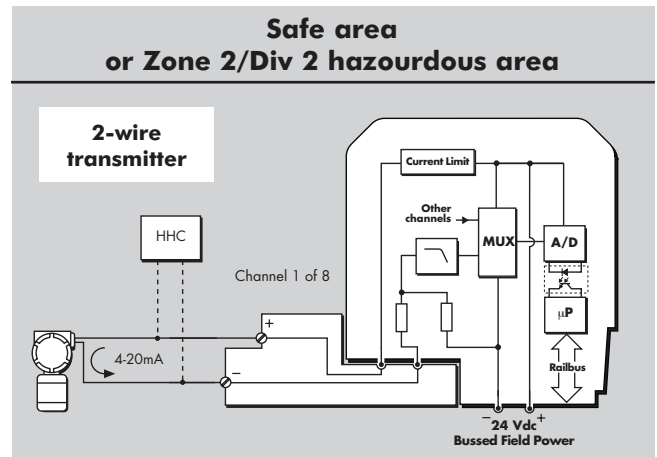 Safe area
or Zone 2/Div 2 hazourdous area
2-wire
transmitter
Current Limit
Other
channels
MUX
A/D
HHC
Channel 1 of 8
µP
+
4-20mA
Railbus
–
– 24 Vdc +
Bussed Field Power